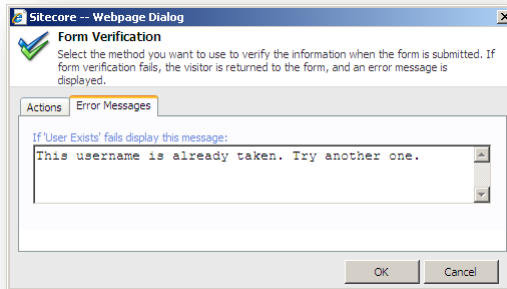 Sitecore -- Webpage Dialog
Form Verification
Select the method you want to use to verify the information when the form is submitted. If
form verification fails, the visitor is returned to the form, and an error message is
displayed.
Actions Error Messages
If 'User Exists' fails display this message:
This username is already taken. Try another one.
OK Cancel